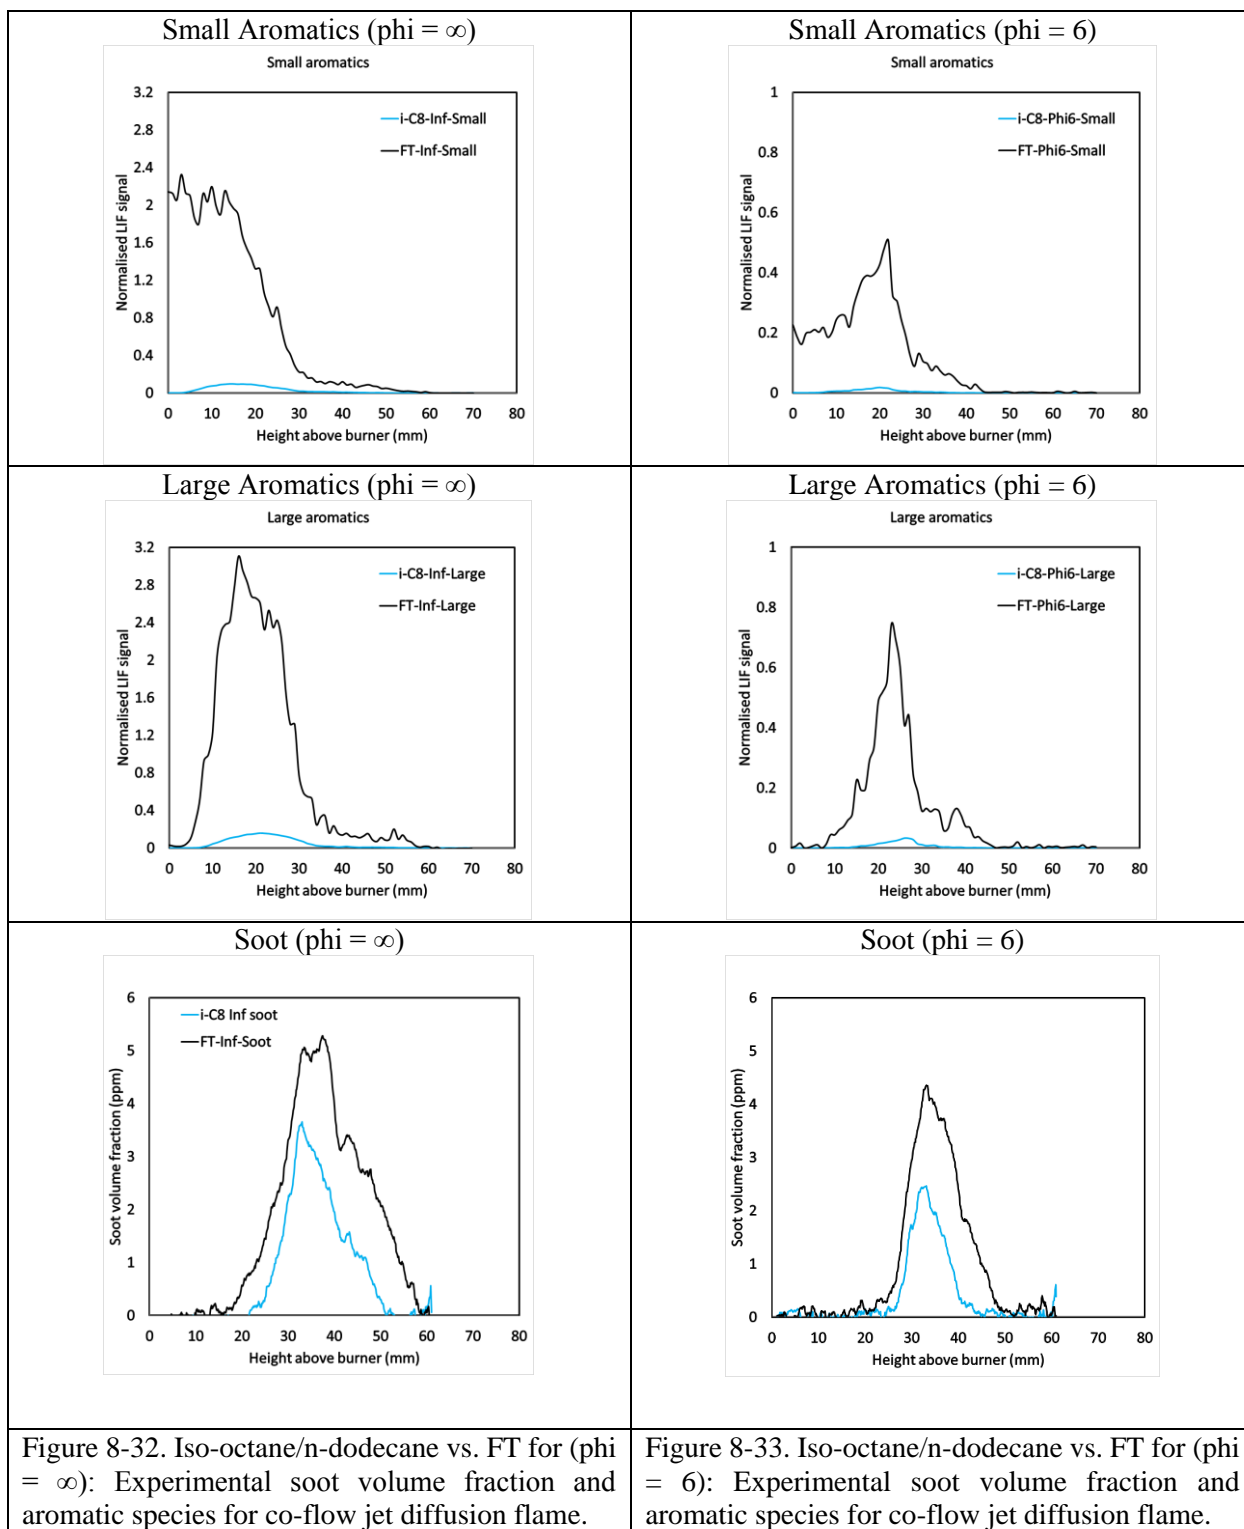 Small Aromatics (phi = ∞)
Small aromatics
3.2
2.8
2.4
2
1.6
1.2
0.8
0.4
0
Normalised LIF signal
i-C8-Inf-Small
FT-Inf-Small
0 10 20 30 40 50 60 70 80
Height above burner (mm)
Small Aromatics (phi = 6)
Small aromatics
1
0.8
0.6
0.4
0.2
0
Normalised LIF signal
i-C8-Phi6-Small
FT-Phi6-Small
0 10 20 30 40 50 60 70 80
Height above burner (mm)
Large Aromatics (phi = ∞)
Large aromatics
3.2
2.8
2.4
2
1.6
1.2
0.8
0.4
0
Normalised LIF signal
i-C8-Inf-Large
FT-Inf-Large
0 10 20 30 40 50 60 70 80
Height above burner (mm)
Large Aromatics (phi = 6)
Large aromatics
1
0.8
0.6
0.4
0.2
0
Normalised LIF signal
i-C8-Phi6-Large
FT-Phi6-Large
0 10 20 30 40 50 60 70 80
Height above burner (mm)
Soot (phi = ∞)
6
5
4
3
2
1
0
Soot volume fraction (ppm)
i-C8 Inf soot
FT-Inf-Soot
0 10 20 30 40 50 60 70 80
Height above burner (mm)
Soot (phi = 6)
6
5
4
3
2
1
0
Soot volume fraction (ppm)
0 10 20 30 40 50 60 70 80
Height above burner (mm)
Figure 8-32. Iso-octane/n-dodecane vs. FT for (phi
= ∞): Experimental soot volume fraction and
aromatic species for co-flow jet diffusion flame.
Figure 8-33. Iso-octane/n-dodecane vs. FT for (phi
= 6): Experimental soot volume fraction and
aromatic species for co-flow jet diffusion flame.